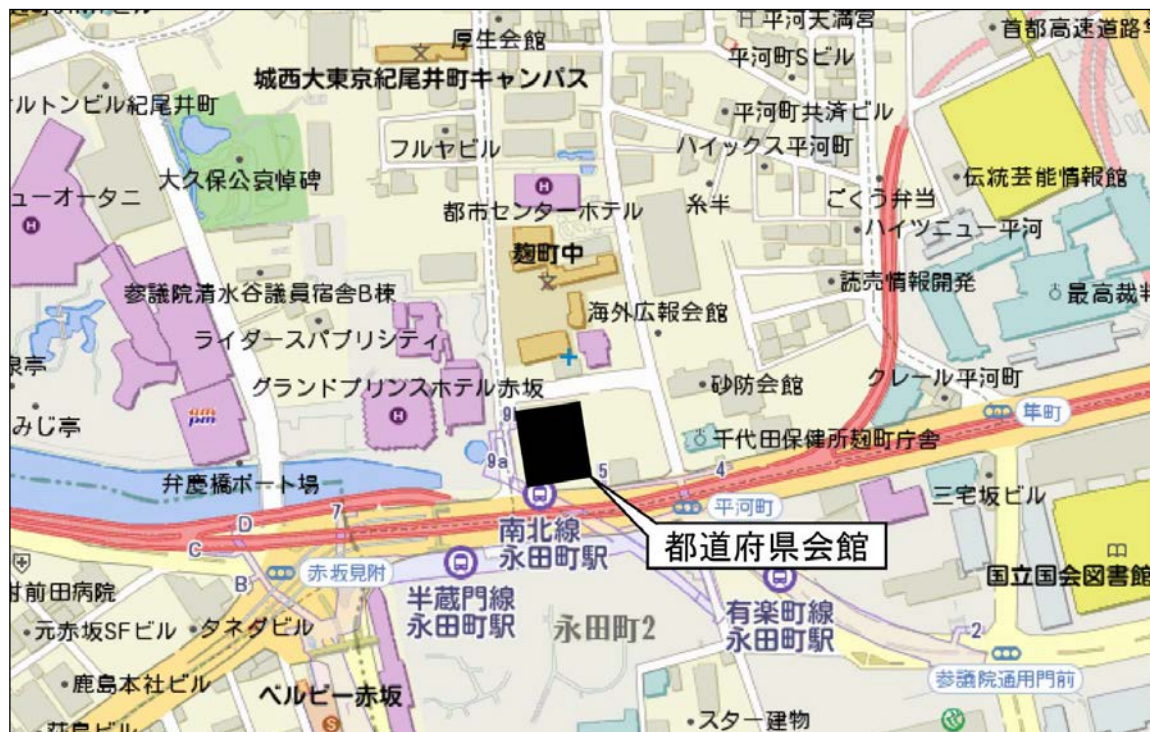 平河天満宮
首都高速道路
厚生会館
平河町Sビル
城西大東京紀尾井町キャンパス
ルトンビル紀尾井町
平河町共済ビル
フルヤビル
ハイックス平河町
大久保公哀悼碑
伝統芸能情報館
ューオータニ
H
都市センターホテル
糸半
ごくう弁当
ハイツニュー平河
H
麹町中
参議院清水谷議員宿舎B棟
読売情報開発
最高裁判
海外広報会館
ライダースパブリシティ
泉亭
グランドプリンスホテル赤坂
砂防会館
クレール平河町
みじ亭
am
pm
H
9
隼町
千代田保健所麹町庁舎
9a
5
4
弁慶橋ボート場
三宅坂ビル
7
平河町
D
南北線
永田町駅
都道府県会館
C
赤坂見附
B
国立国会図書館
付前田病院
半蔵門線
永田町駅
有楽町線
永田町駅
元赤坂SFビル
タネダビル
永田町2
2
参議院通用門前
鹿島本社ビル
ベルビー赤坂
スター建物
S
荻島ビル